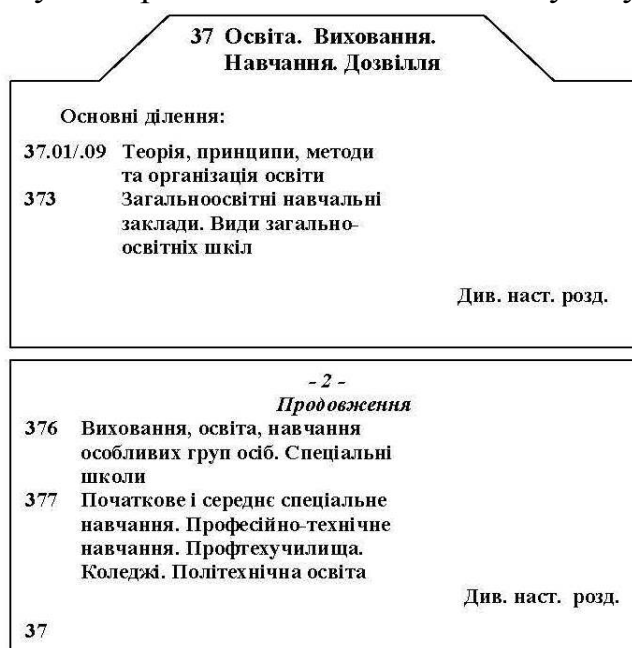 37 Освіта. Виховання.
Навчання. Дозвілля
Основні ділення:
37.01/.09 Теорія, принципи, методи
та організація освіти
373 Загальноосвітні навчальні
заклади. Види загально-
освітніх шкіл
Див. наст. розд.
- 2 -
Продовження
376 Виховання, освіта, навчання
особливих груп осіб. Спеціальні
школи
377 Початкове і середнє спеціальне
навчання. Професійно-технічне
навчання. Профтехучилища.
Коледжі. Політехнічна освіта
Див. наст. розд.
37